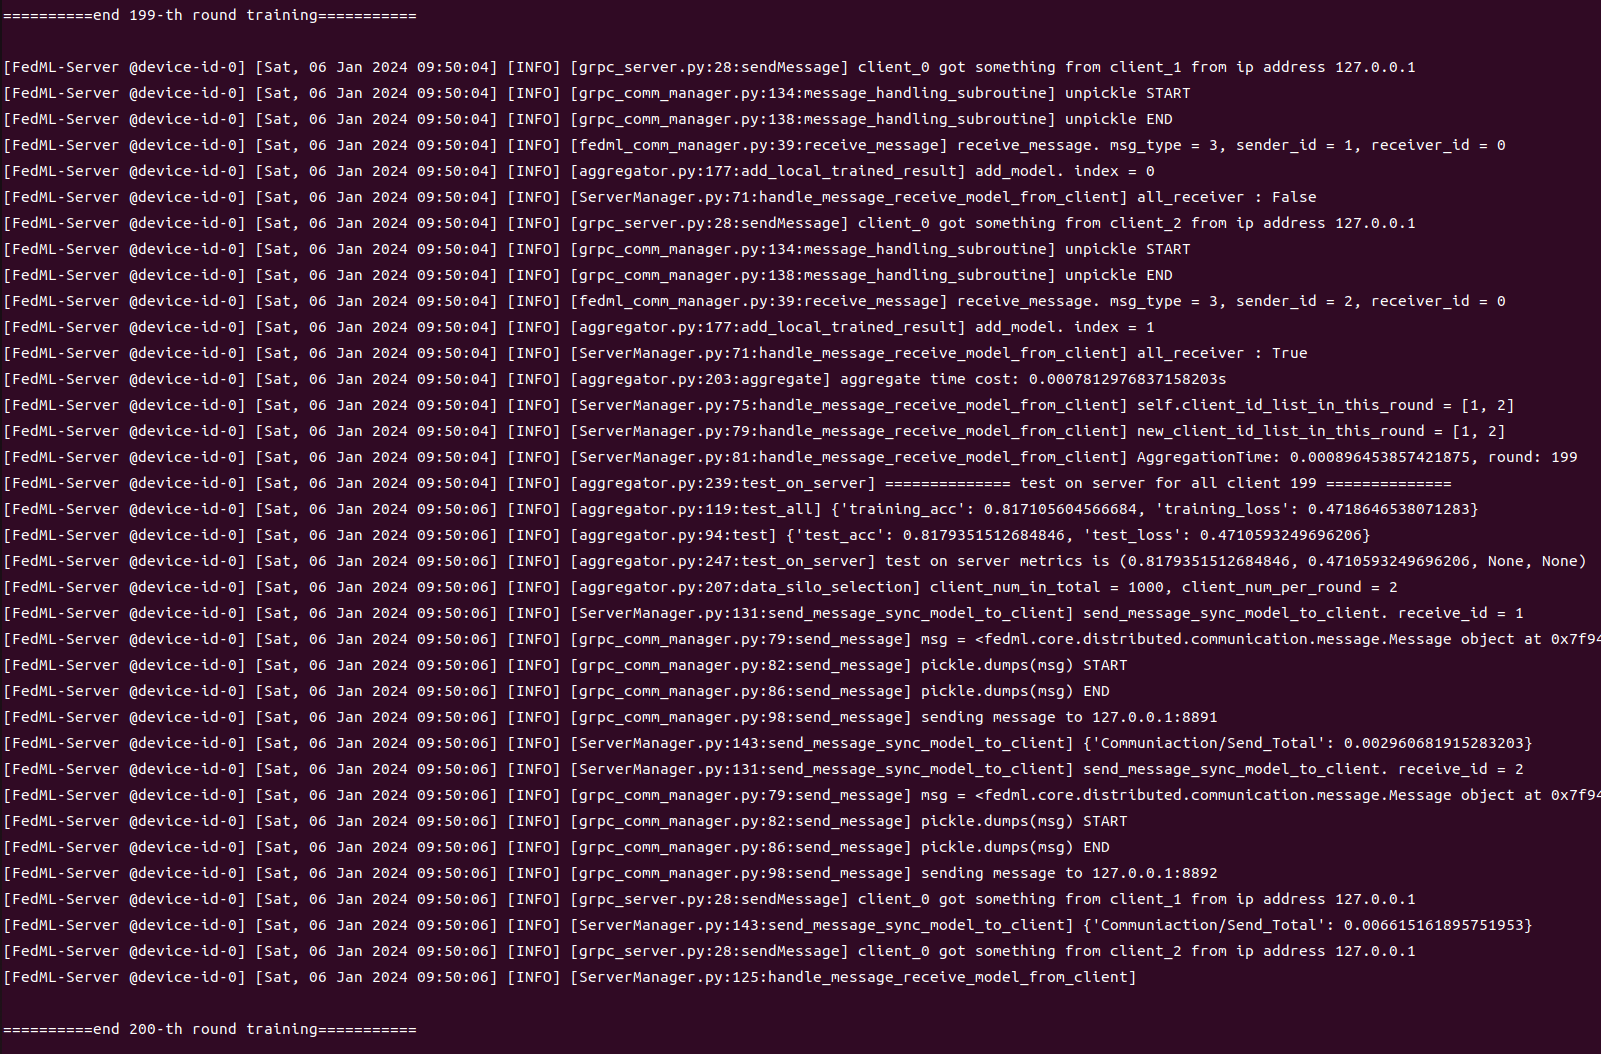 ==========end 199-th round training===========
[FedML-Server @device-id-0] [Sat, 06 Jan 2024 09:50:04] [INFO] [grpc_server.py:28:sendMessage] client_0 got something from client_1 from ip address 127.0.0.1
[FedML-Server @device-id-0] [Sat, 06 Jan 2024 09:50:04] [INFO] [grpc_comm_manager.py:134:message_handling_subroutine] unpickle START
[FedML-Server @device-id-0] [Sat, 06 Jan 2024 09:50:04] [INFO] [grpc_comm_manager.py:138:message_handling_subroutine] unpickle END
[FedML-Server @device-id-0] [Sat, 06 Jan 2024 09:50:04] [INFO] [fedml_comm_manager.py:39:receive_message] receive_message. msg_type = 3, sender_id = 1, receiver_id = 0
[FedML-Server @device-id-0] [Sat, 06 Jan 2024 09:50:04] [INFO] [aggregator.py:177:add_local_trained_result] add_model. index = 0
[FedML-Server @device-id-0] [Sat, 06 Jan 2024 09:50:04] [INFO] [ServerManager.py:71:handle_message_receive_model_from_client] all_receiver : False
[FedML-Server @device-id-0] [Sat, 06 Jan 2024 09:50:04] [INFO] [grpc_server.py:28:sendMessage] client_0 got something from client_2 from ip address 127.0.0.1
[FedML-Server @device-id-0] [Sat, 06 Jan 2024 09:50:04] [INFO] [grpc_comm_manager.py:134:message_handling_subroutine] unpickle START
[FedML-Server @device-id-0] [Sat, 06 Jan 2024 09:50:04] [INFO] [grpc_comm_manager.py:138:message_handling_subroutine] unpickle END
[FedML-Server @device-id-0] [Sat, 06 Jan 2024 09:50:04] [INFO] [fedml_comm_manager.py:39:receive_message] receive_message. msg_type = 3, sender_id = 2, receiver_id = 0
[FedML-Server @device-id-0] [Sat, 06 Jan 2024 09:50:04] [INFO] [aggregator.py:177:add_local_trained_result] add_model. index = 1
[FedML-Server @device-id-0] [Sat, 06 Jan 2024 09:50:04] [INFO] [ServerManager.py:71:handle_message_receive_model_from_client] all_receiver : True
[FedML-Server @device-id-0] [Sat, 06 Jan 2024 09:50:04] [INFO] [aggregator.py:203:aggregate] aggregate time cost: 0.0007812976837158203s
[FedML-Server @device-id-0] [Sat, 06 Jan 2024 09:50:04] [INFO] [ServerManager.py:75:handle_message_receive_model_from_client] self.client_id_list_in_this_round = [1, 2]
[FedML-Server @device-id-0] [Sat, 06 Jan 2024 09:50:04] [INFO] [ServerManager.py:79:handle_message_receive_model_from_client] new_client_id_list_in_this_round = [1, 2]
[FedML-Server @device-id-0] [Sat, 06 Jan 2024 09:50:04] [INFO] [ServerManager.py:81:handle_message_receive_model_from_client] AggregationTime: 0.000896453857421875, round: 199
[FedML-Server @device-id-0] [Sat, 06 Jan 2024 09:50:04] [INFO] [aggregator.py:239:test_on_server] ============== test on server for all client 199 ==============
[FedML-Server @device-id-0] [Sat, 06 Jan 2024 09:50:06] [INFO] [aggregator.py:119:test_all] {'training_acc': 0.817105604566684, 'training_loss': 0.4718646538071283}
[FedML-Server @device-id-0] [Sat, 06 Jan 2024 09:50:06] [INFO] [aggregator.py:94:test] {'test_acc': 0.8179351512684846, 'test_loss': 0.4710593249696206}
[FedML-Server @device-id-0] [Sat, 06 Jan 2024 09:50:06] [INFO] [aggregator.py:247:test_on_server] test on server metrics is (0.8179351512684846, 0.4710593249696206, None, None)
[FedML-Server @device-id-0] [Sat, 06 Jan 2024 09:50:06] [INFO] [aggregator.py:207:data_silo_selection] client_num_in_total = 1000, client_num_per_round = 2
[FedML-Server @device-id-0] [Sat, 06 Jan 2024 09:50:06] [INFO] [ServerManager.py:131:send_message_sync_model_to_client] send_message_sync_model_to_client. receive_id = 1
[FedML-Server @device-id-0] [Sat, 06 Jan 2024 09:50:06] [INFO] [grpc_comm_manager.py:79:send_message] msg = <fedml.core.distributed.communication.message.Message object at 0x7f94
[FedML-Server @device-id-0] [Sat, 06 Jan 2024 09:50:06] [INFO] [grpc_comm_manager.py:82:send_message] pickle.dumps(msg) START
[FedML-Server @device-id-0] [Sat, 06 Jan 2024 09:50:06] [INFO] [grpc_comm_manager.py:86:send_message] pickle.dumps(msg) END
[FedML-Server @device-id-0] [Sat, 06 Jan 2024 09:50:06] [INFO] [grpc_comm_manager.py:98:send_message] sending message to 127.0.0.1:8891
[FedML-Server @device-id-0] [Sat, 06 Jan 2024 09:50:06] [INFO] [ServerManager.py:143:send_message_sync_model_to_client] {'Communiaction/Send_Total': 0.002960681915283203}
[FedML-Server @device-id-0] [Sat, 06 Jan 2024 09:50:06] [INFO] [ServerManager.py:131:send_message_sync_model_to_client] send_message_sync_model_to_client. receive_id = 2
[FedML-Server @device-id-0] [Sat, 06 Jan 2024 09:50:06] [INFO] [grpc_comm_manager.py:79:send_message] msg = <fedml.core.distributed.communication.message.Message object at 0x7f94
[FedML-Server @device-id-0] [Sat, 06 Jan 2024 09:50:06] [INFO] [grpc_comm_manager.py:82:send_message] pickle.dumps(msg) START
[FedML-Server @device-id-0] [Sat, 06 Jan 2024 09:50:06] [INFO] [grpc_comm_manager.py:86:send_message] pickle.dumps(msg) END
[FedML-Server @device-id-0] [Sat, 06 Jan 2024 09:50:06] [INFO] [grpc_comm_manager.py:98:send_message] sending message to 127.0.0.1:8892
[FedML-Server @device-id-0] [Sat, 06 Jan 2024 09:50:06] [INFO] [grpc_server.py:28:sendMessage] client_0 got something from client_1 from ip address 127.0.0.1
[FedML-Server @device-id-0] [Sat, 06 Jan 2024 09:50:06] [INFO] [ServerManager.py:143:send_message_sync_model_to_client] {'Communiaction/Send_Total': 0.006615161895751953}
[FedML-Server @device-id-0] [Sat, 06 Jan 2024 09:50:06] [INFO] [grpc_server.py:28:sendMessage] client_0 got something from client_2 from ip address 127.0.0.1
[FedML-Server @device-id-0] [Sat, 06 Jan 2024 09:50:06] [INFO] [ServerManager.py:125:handle_message_receive_model_from_client]
==========end 200-th round training===========